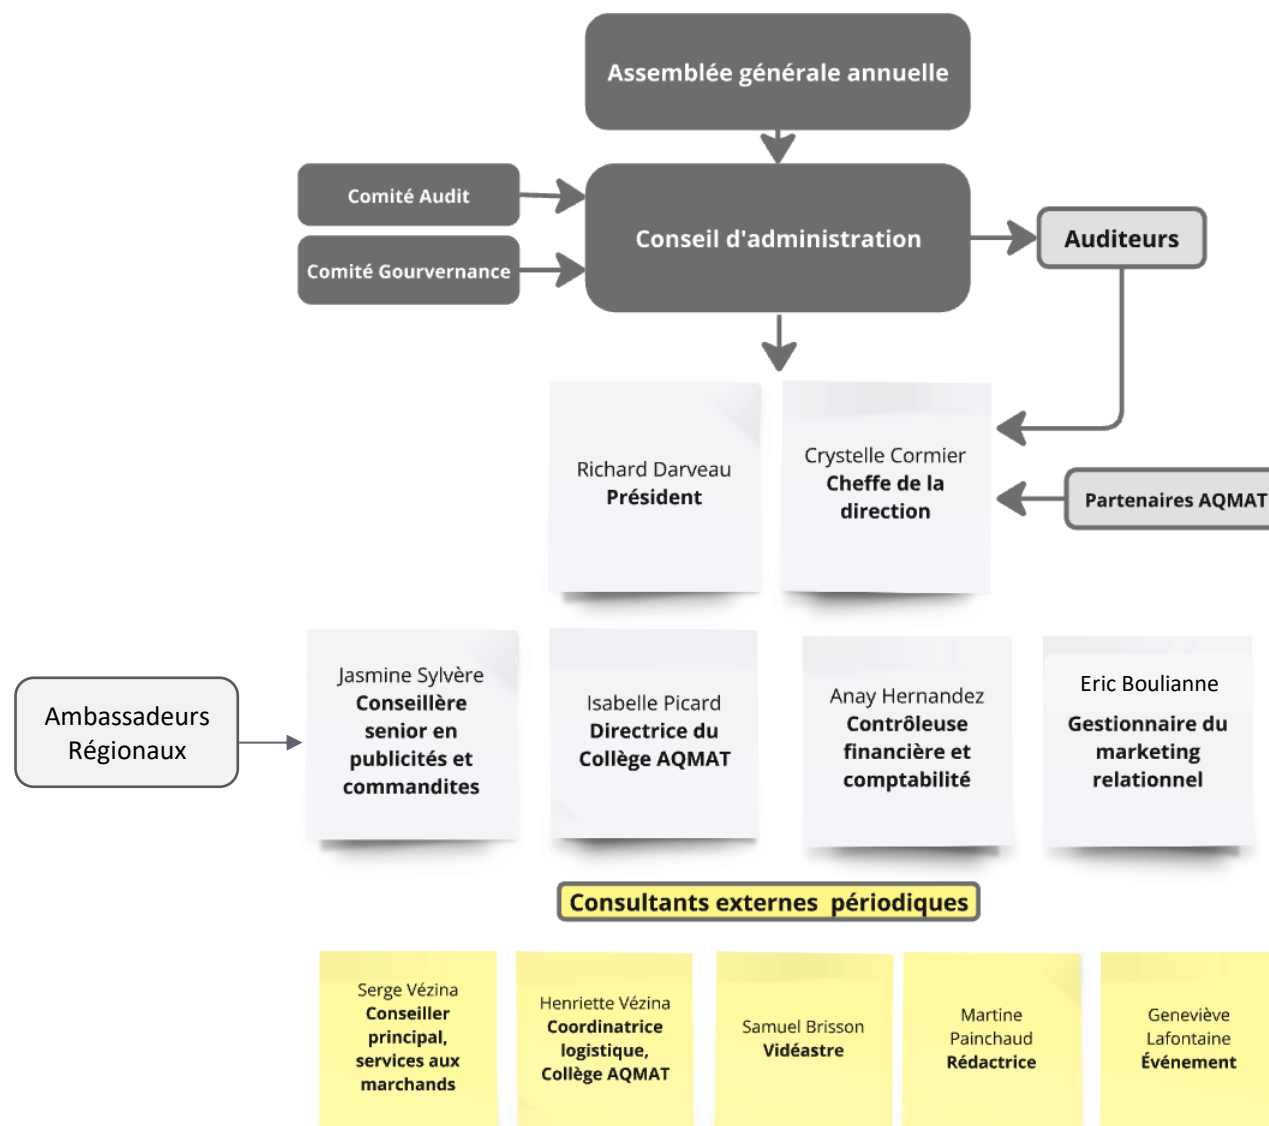 Assemblée générale annuelle
Comité Audit
Conseil d'administration
Auditeurs
Comité Gourvernance
Richard Darveau
Président
Crystelle Cormier
Cheffe de la
direction
Partenaires AQMAT
Ambassadeurs
Régionaux
Jasmine Sylvère
Conseillère
senior en
publicités et
commandites
Isabelle Picard
Directrice du
Collège AQMAT
Anay Hernandez
Contrôleuse
financière et
comptabilité
Eric Boulianne
Gestionnaire du
marketing
relationnel
Consultants externes périodiques
Serge Vézina
Conseiller
principal,
services aux
marchands
Henriette Vézina
Coordinatrice
logistique,
Collège AQMAT
Samuel Brisson
Vidéastre
Martine
Painchaud
Rédactrice
Geneviève
Lafontaine
Événement